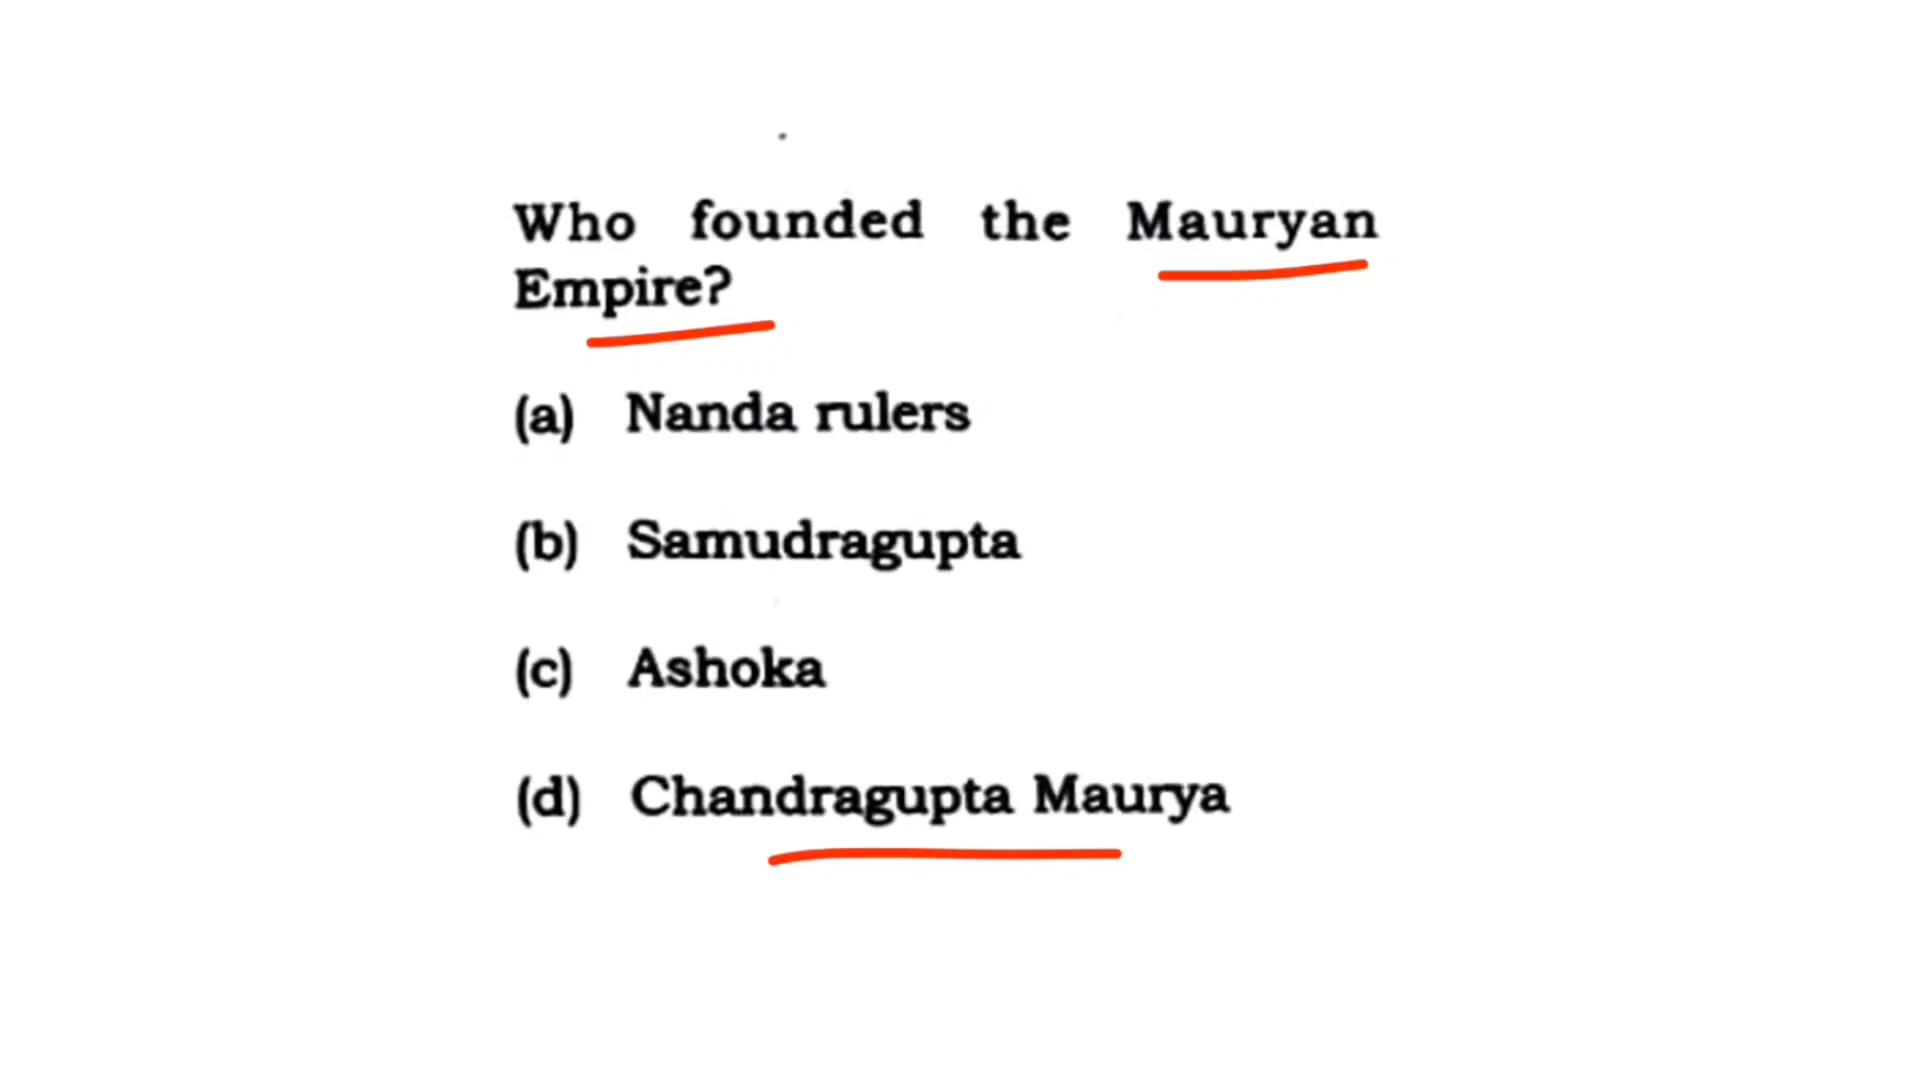 Who founded the Mauryan
Empire?
(a) Nanda rulers
(b) Samudragupta
(c) Ashoka
(d) Chandragupta Maurya